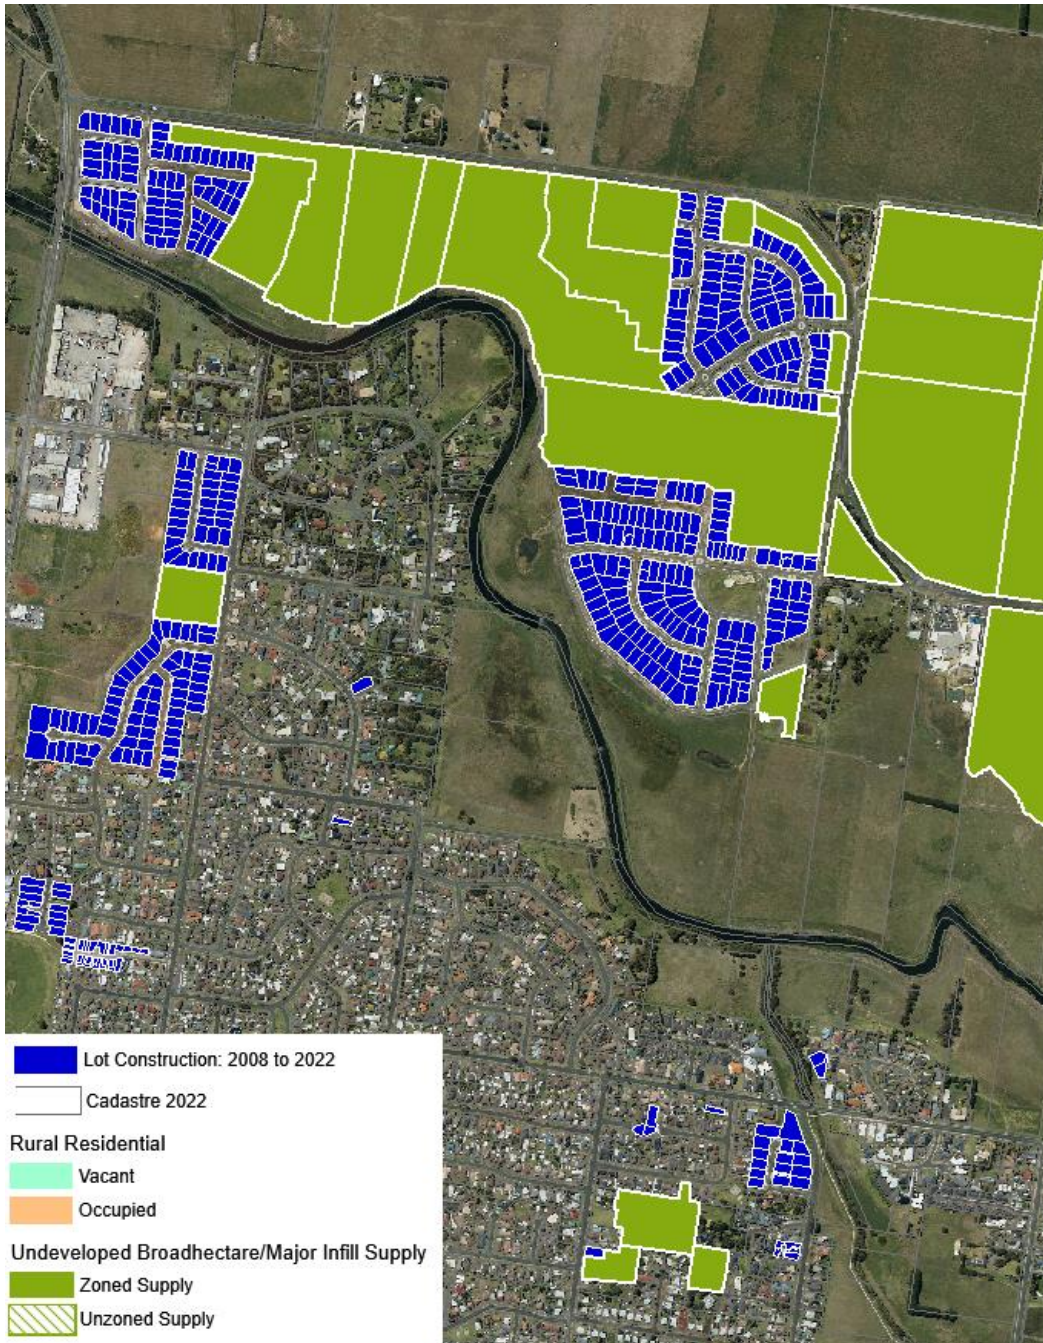 Lot Construction: 2008 to 2022
Cadastre 2022
Rural Residential
Vacant
Occupied
Undeveloped Broadhectare/Major Infill Supply
Zoned Supply
Unzoned Supply